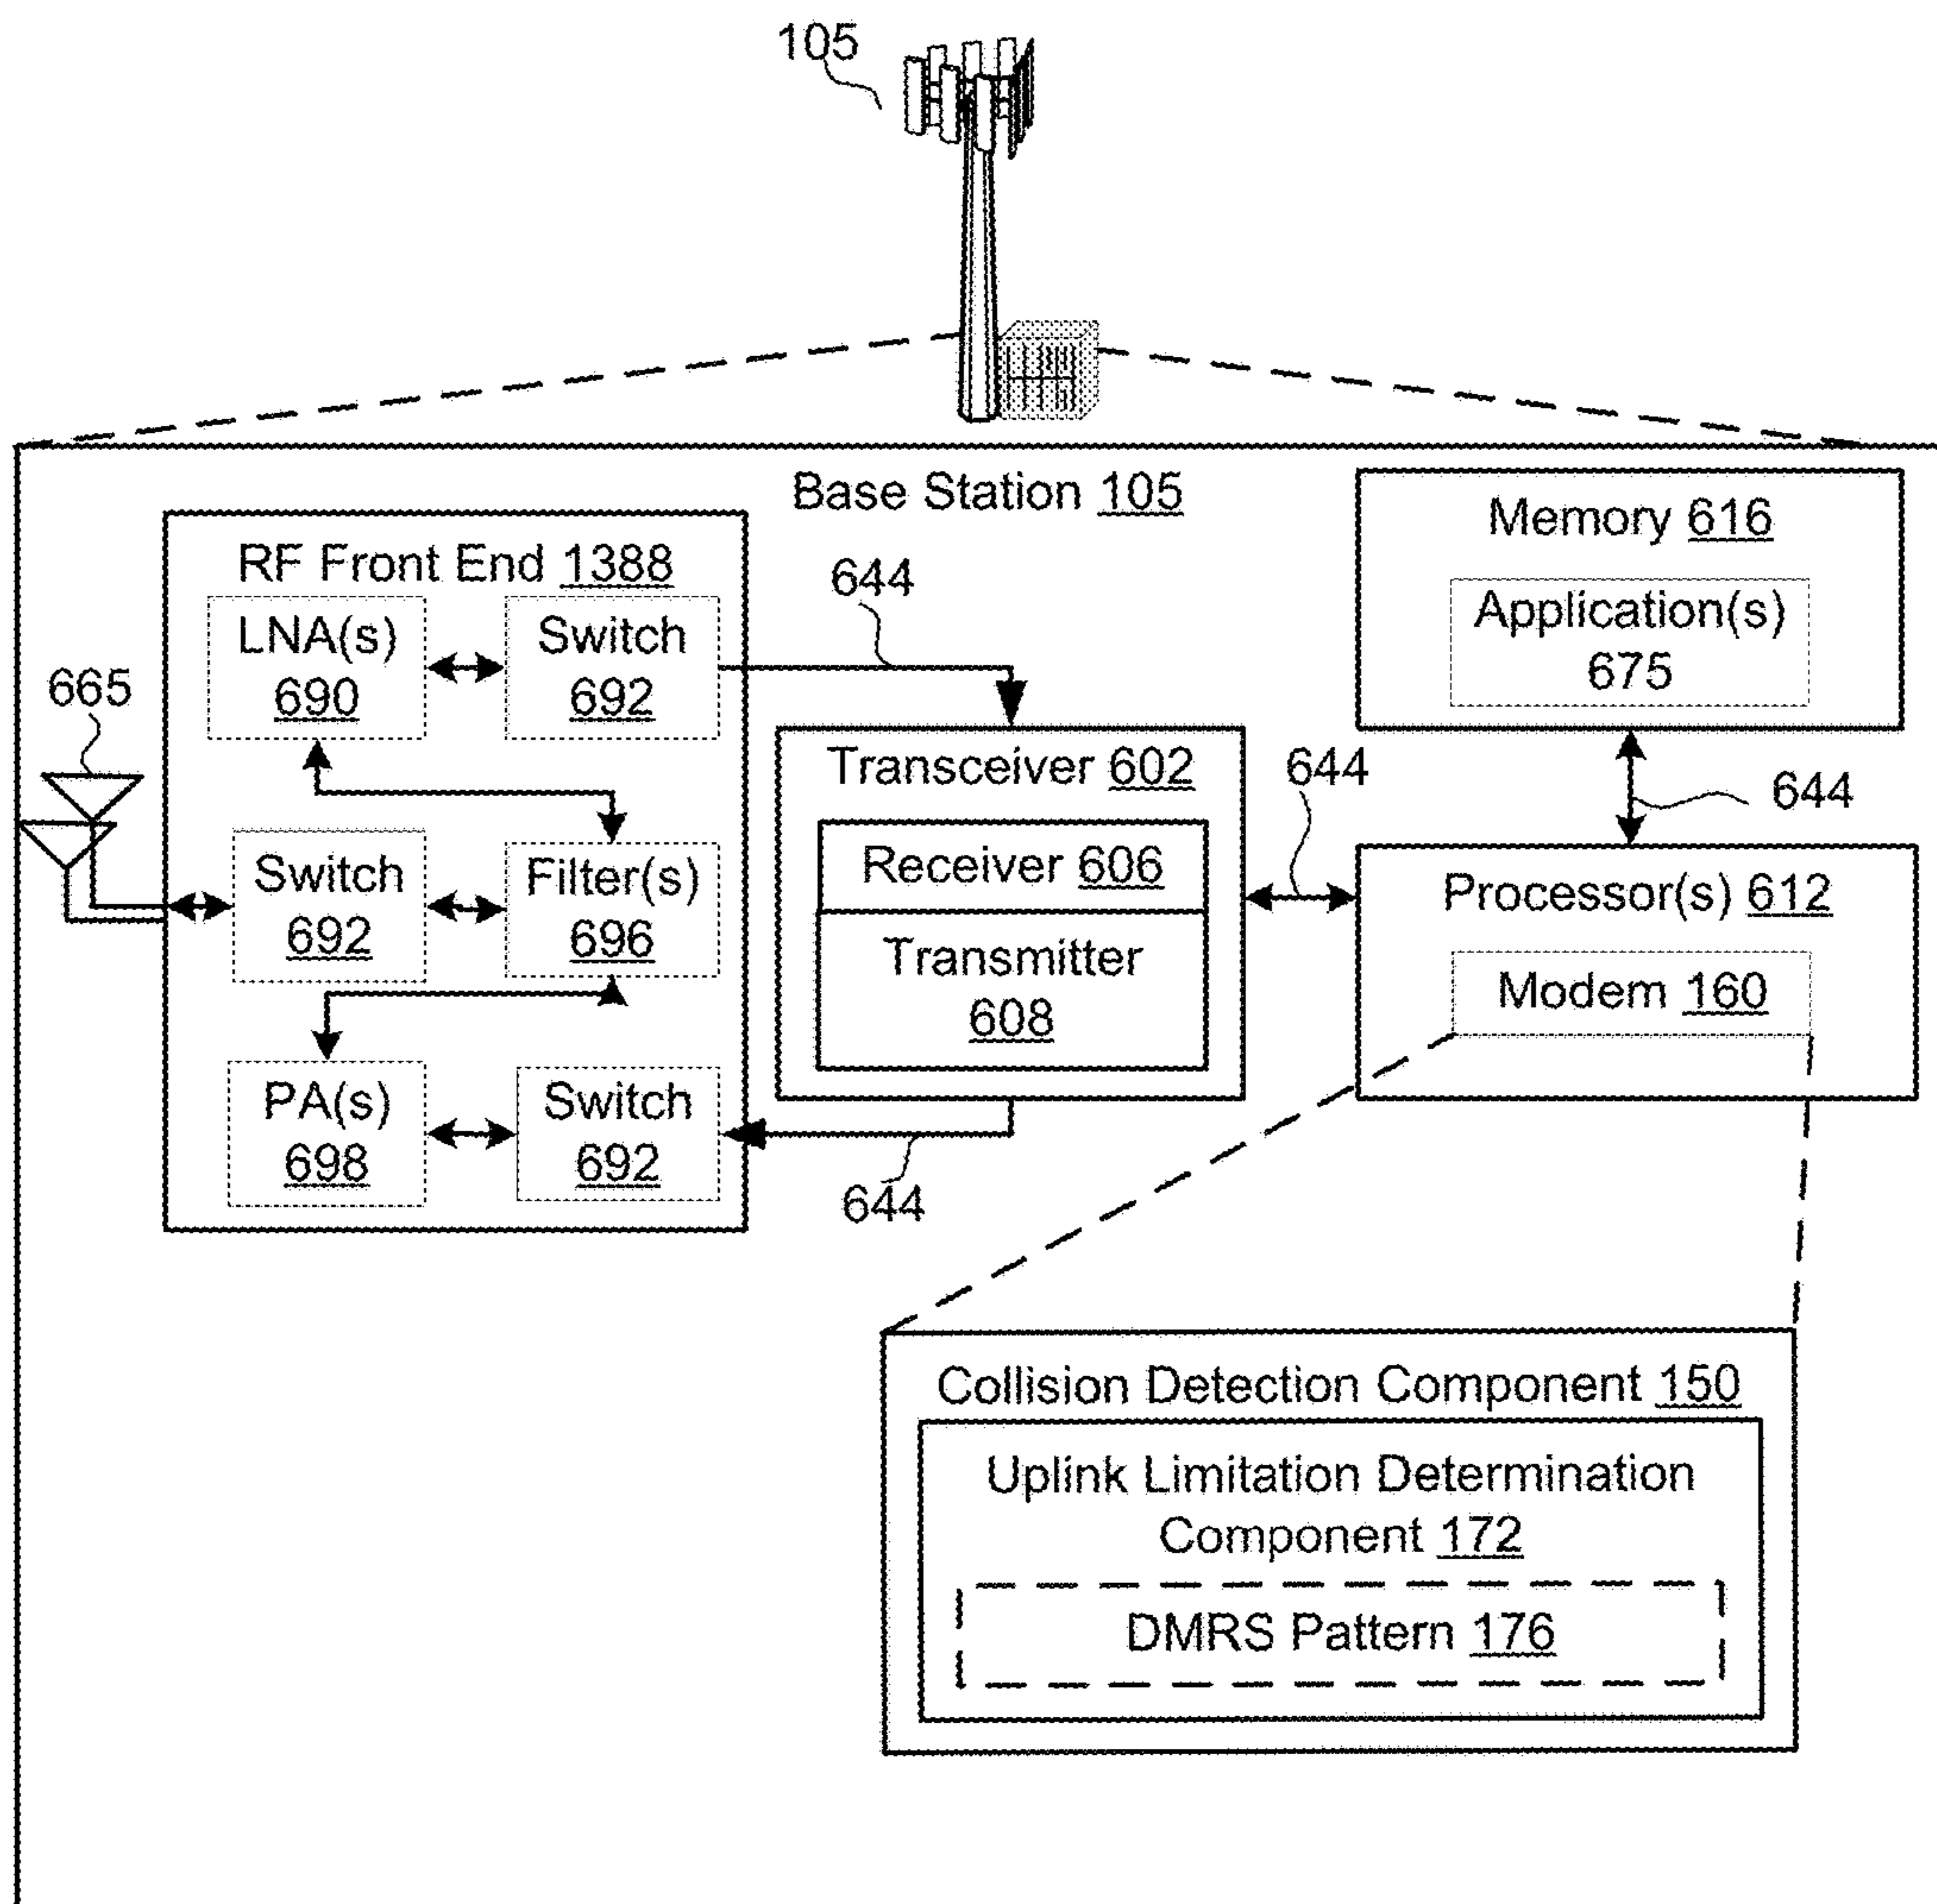 105
Base Station 105
RF Front End 1388
LNA(s)
690
Switch
692
644
665
Switch
692
Filter(s)
696
PA(s)
698
Switch
692
644
Transceiver 602
Receiver 606
Transmitter
608
644
Memory 616
Application(s)
675
644
Processor(s) 612
Modem 160
Collision Detection Component 150
Uplink Limitation Determination
Component 172
DMRS Pattern 176